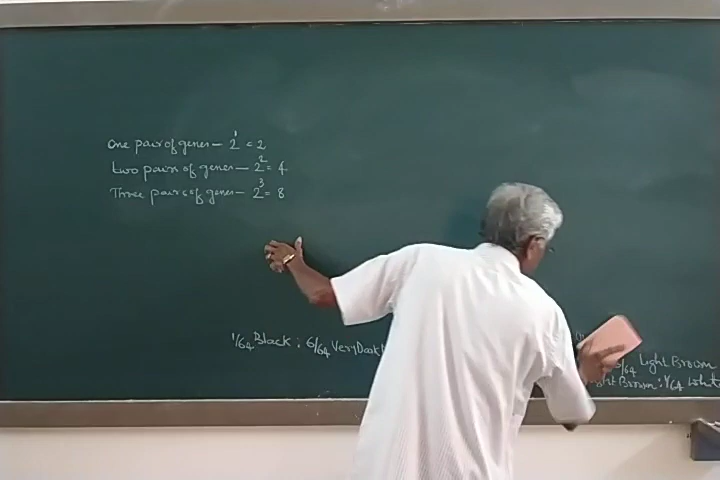 One pair of genes — 2¹ = 2
two pairs of genes — 2² = 4
Three pairs of genes — 2³ = 8
1/64 Black : 6/64 Very Dark
/64 Light Brown
ht Brown : 1/64 white